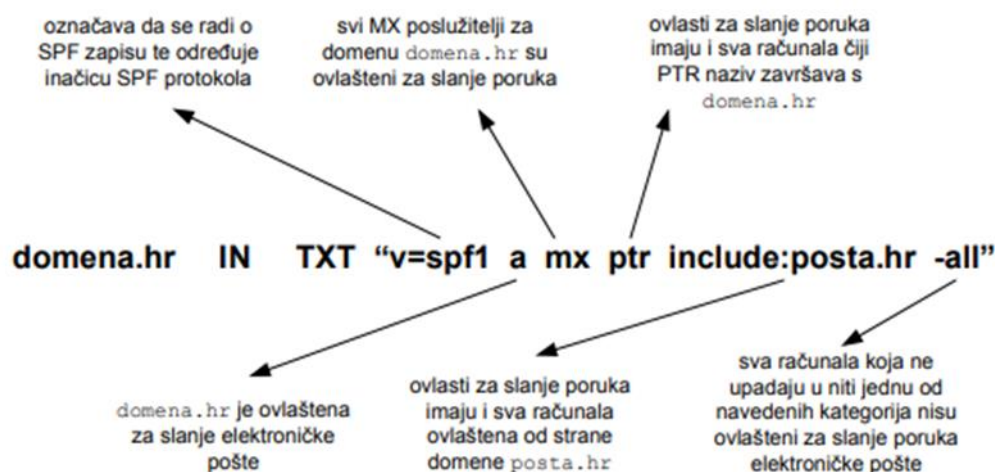 označava da se radi o
SPF zapisu te određuje
inačicu SPF protokola
svi MX poslužitelji za
domenu domena.hr su
ovlašteni za slanje poruka
ovlasti za slanje poruka
imaju i sva računala čiji
PTR naziv završava s
domena.hr
domena.hr IN TXT “v=spf1 a mx ptr include:posta.hr -all”
domena.hr je ovlaštena
za slanje elektroničke
pošte
ovlasti za slanje poruka
imaju i sva računala
ovlaštena od strane
domene posta.hr
sva računala koja ne
upadaju u niti jednu od
navedenih kategorija nisu
ovlašteni za slanje poruka
elektroničke pošte